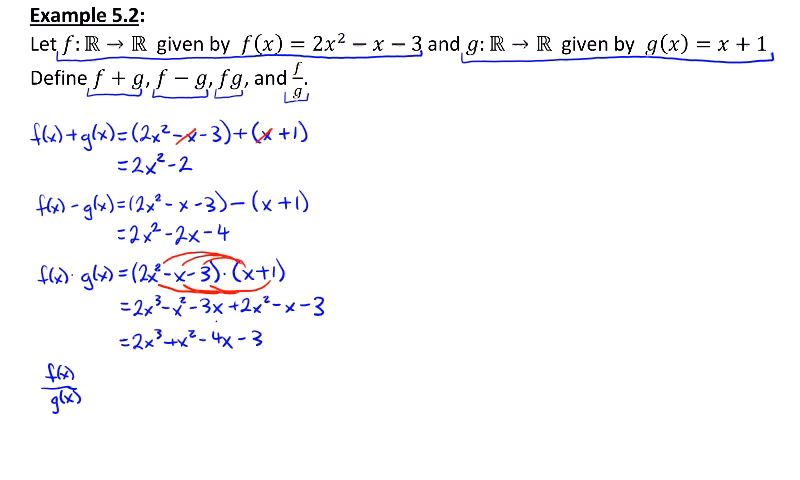 Example 5.2:
Let f: ℝ → ℝ given by f(x) = 2x² − x − 3 and g: ℝ → ℝ given by g(x) = x + 1
Define f + g, f − g, fg, and f/g.
f(x)+g(x)=(2x²-x-3)+(x+1)
=2x²-2
f(x)-g(x)=(2x²-x-3)-(x+1)
=2x²-2x-4
f(x)·g(x)=(2x²-x-3)·(x+1)
=2x³-x²-3x+2x²-x-3
=2x³+x²-4x-3
f(x)
g(x)